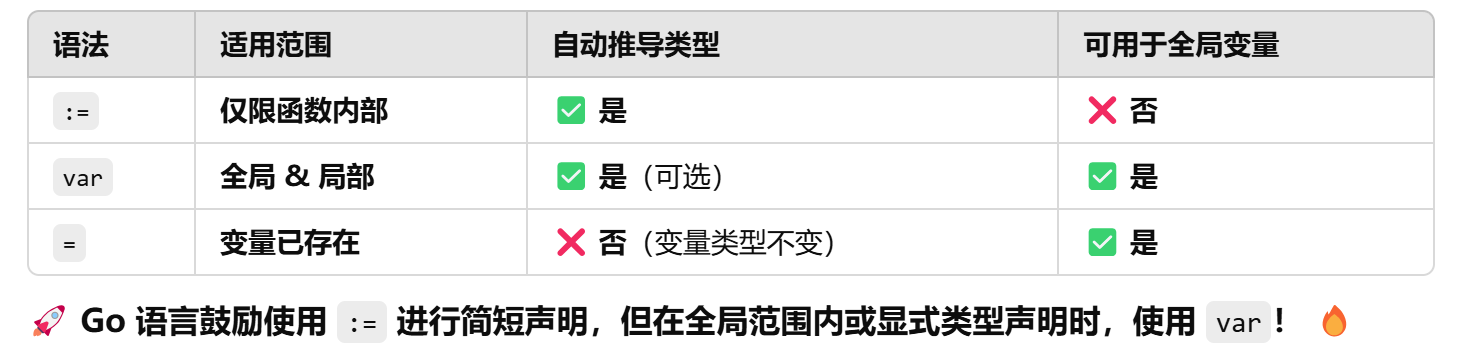 语法 适用范围 自动推导类型 可用于全局变量
:= 仅限函数内部 ✅ 是 ❌ 否
var 全局 & 局部 ✅ 是（可选） ✅ 是
= 变量已存在 ❌ 否（变量类型不变） ✅ 是
🚀 Go 语言鼓励使用 := 进行简短声明，但在全局范围内或显式类型声明时，使用 var！ 🔥